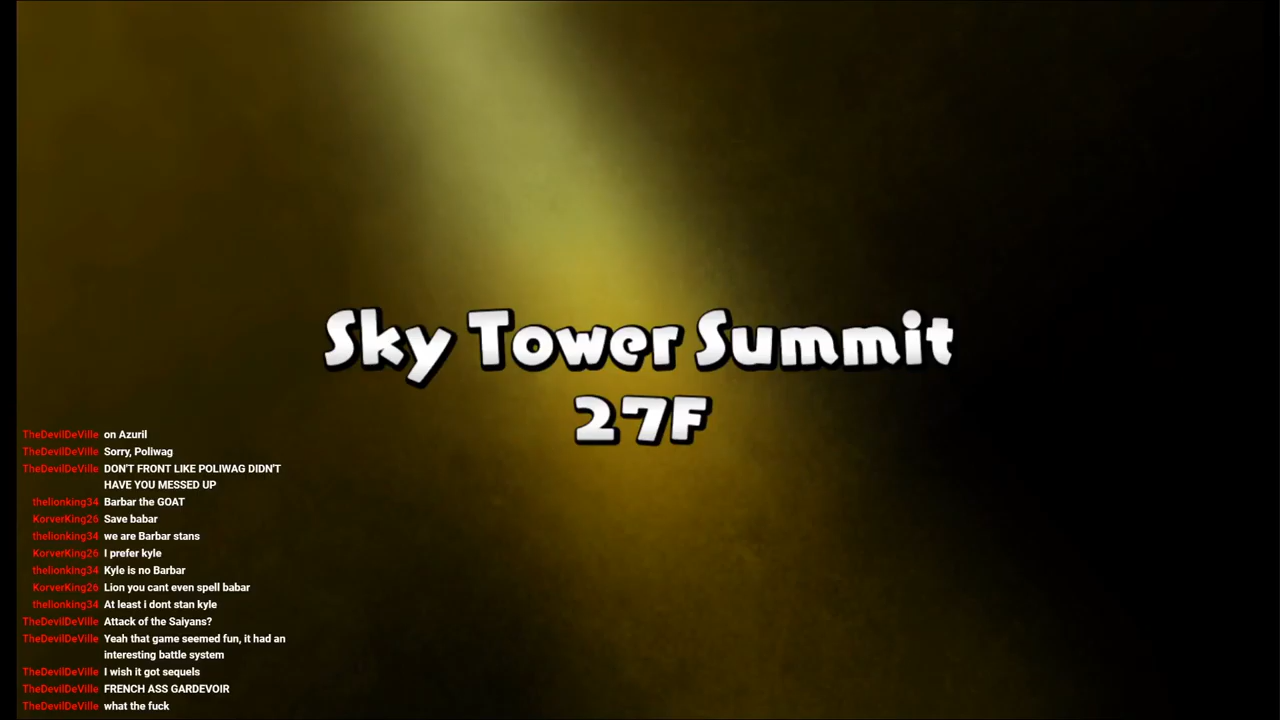 Sky Tower Summit
27F
TheDevilDeVille on Azuril
TheDevilDeVille Sorry, Poliwag
TheDevilDeVille DON'T FRONT LIKE POLIWAG DIDN'T
HAVE YOU MESSED UP
thelionking34 Barbar the GOAT
KorverKing26 Save babar
thelionking34 we are Barbar stans
KorverKing26 I prefer kyle
thelionking34 Kyle is no Barbar
KorverKing26 Lion you cant even spell babar
thelionking34 At least I dont stan kyle
TheDevilDeVille Attack of the Saiyans?
TheDevilDeVille Yeah that game seemed fun, it had an
interesting battle system
TheDevilDeVille I wish it got sequels
TheDevilDeVille FRENCH ASS GARDEVOIR
TheDevilDeVille what the fuck